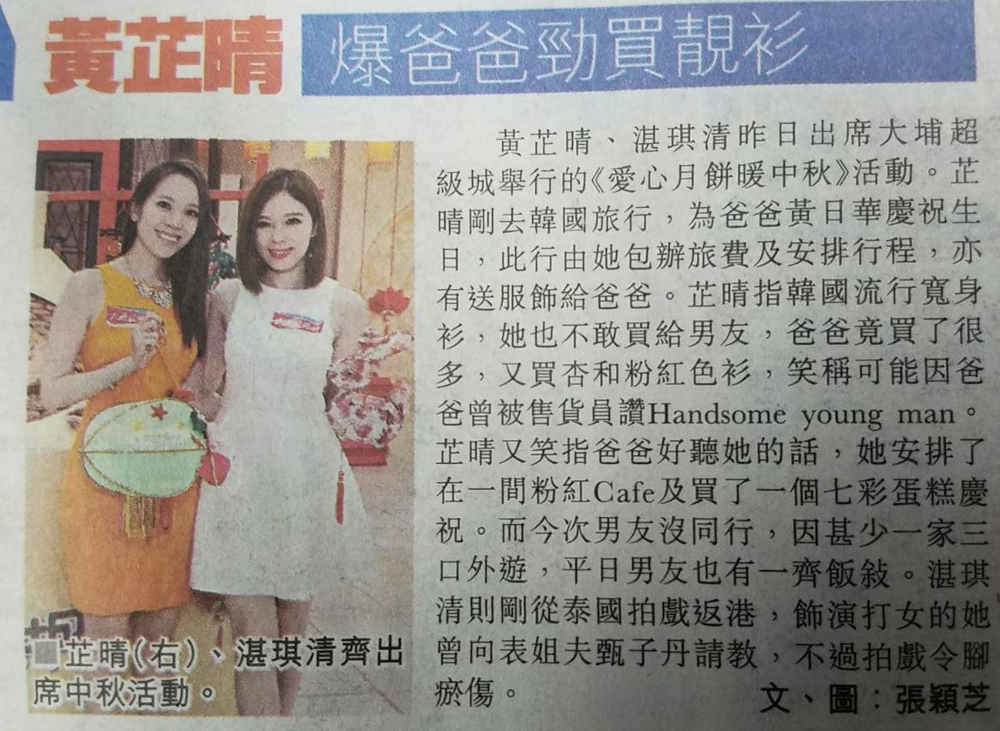 黃芷晴 爆爸爸勁買靚衫
黃芷晴、湛琪清昨日出席大埔超
級城舉行的《愛心月餅暖中秋》活動。芷
晴剛去韓國旅行，為爸爸黃日華慶祝生
日，此行由她包辦旅費及安排行程，亦
有送服飾給爸爸。芷晴指韓國流行寬身
衫，她也不敢買給男友，爸爸竟買了很
多，又買杏和粉紅色衫，笑稱可能因爸
爸曾被售貨員讚Handsome young man。
芷晴又笑指爸爸好聽她的話，她安排了
在一間粉紅Cafe及買了一個七彩蛋糕慶
祝。而今次男友沒同行，因甚少一家三
口外遊，平日男友也有一齊飯敍。湛琪
清則剛從泰國拍戲返港，飾演打女的她
曾向表姐夫甄子丹請教，不過拍戲令腳
瘀傷。
文、圖：張穎芝
■芷晴(右)、湛琪清齊出
席中秋活動。